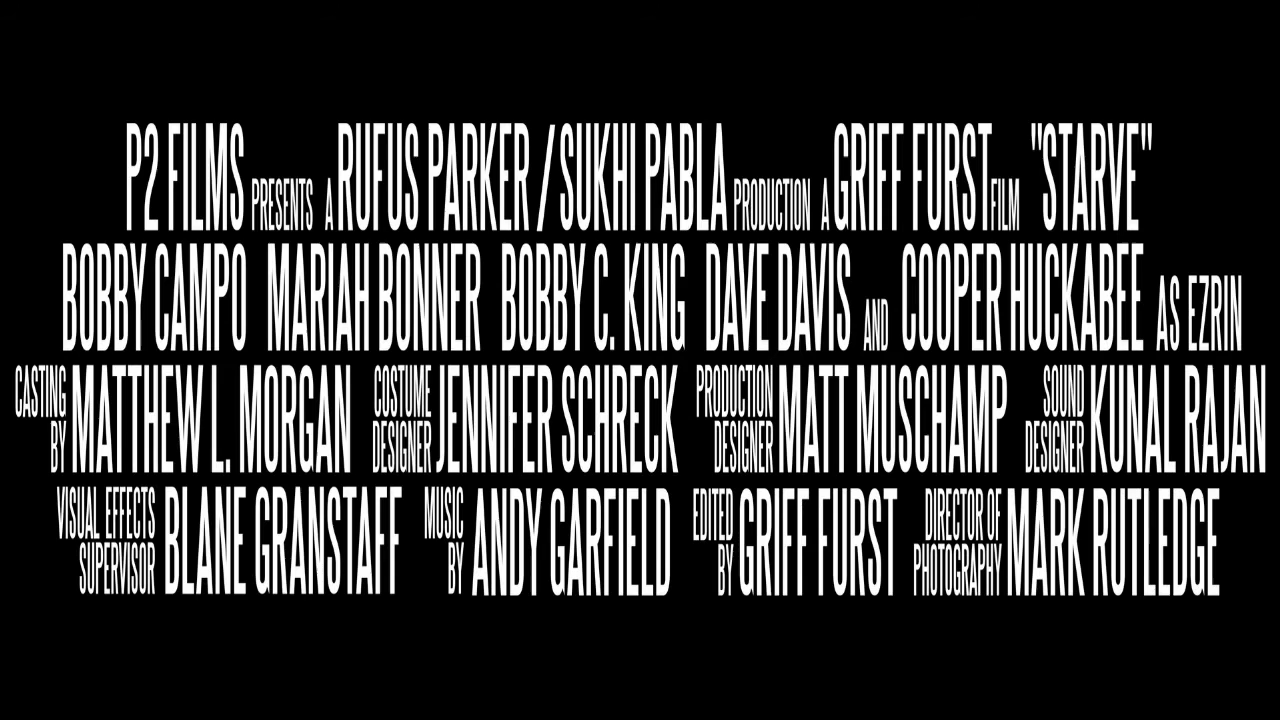 P2 FILMS PRESENTS A RUFUS PARKER / SUKHI PABLA PRODUCTION A GRIFF FURST FILM "STARVE"
BOBBY CAMPO MARIAH BONNER BOBBY C. KING DAVE DAVIS AND COOPER HUCKABEE AS EZRIN
CASTING BY MATTHEW L. MORGAN COSTUME DESIGNER JENNIFER SCHRECK PRODUCTION DESIGNER MATT MUSCHAMP SOUND DESIGNER KUNAL RAJAN
VISUAL EFFECTS SUPERVISOR BLANE GRANSTAFF MUSIC BY ANDY GARFIELD EDITED BY GRIFF FURST DIRECTOR OF PHOTOGRAPHY MARK RUTLEDGE